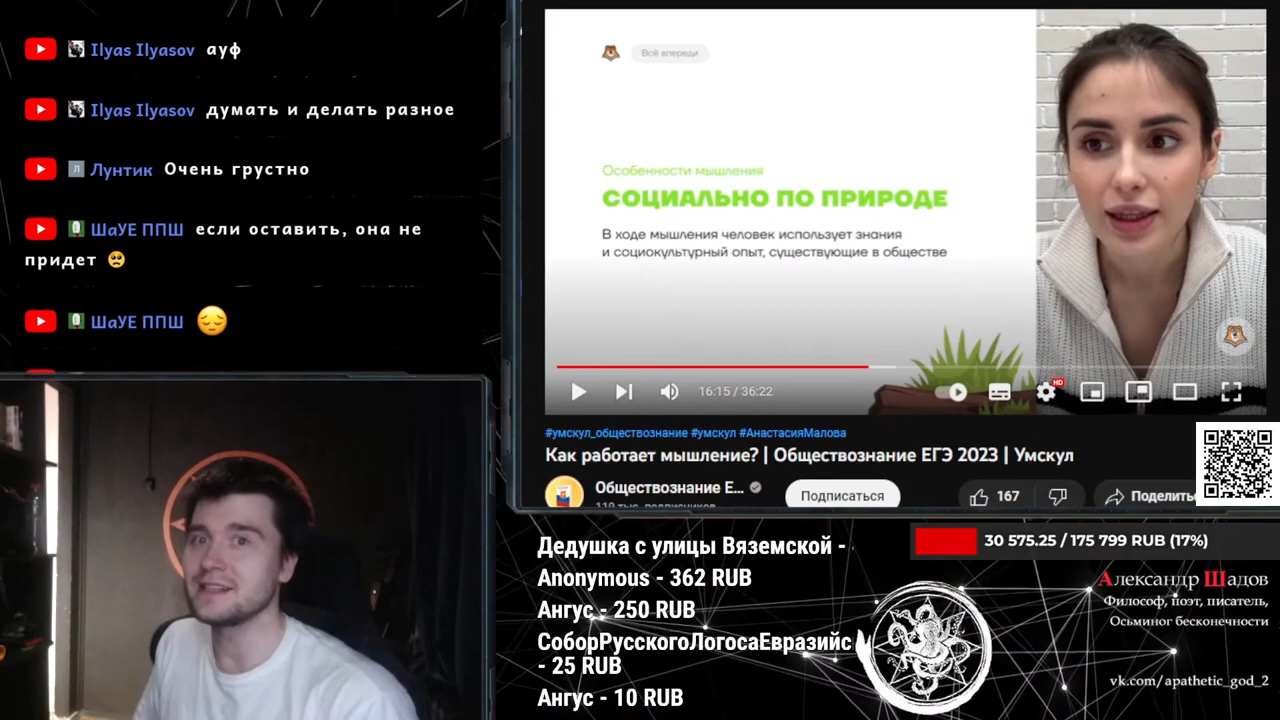 Ilyas Ilyasov ауф
Ilyas Ilyasov думать и делать разное
Лунтик Очень грустно
ШаУЕ ППШ если оставить, она не
придет 🥺
ШаУЕ ППШ 😔
Всё впереди
Особенности мышления
СОЦИАЛЬНО ПО ПРИРОДЕ
В ходе мышления человек использует знания
и социокультурный опыт, существующие в обществе
16:15 / 36:22
HD
#умскул_обществознание #умскул #АнастасияМалова
Как работает мышление? | Обществознание ЕГЭ 2023 | Умскул
Обществознание Е...
Подписаться
167
Поделить
30 575.25 / 175 799 RUB (17%)
Дедушка с улицы Вяземской -
Anonymous - 362 RUB
Ангус - 250 RUB
СоборРусскогоЛогосаЕвразийс
- 25 RUB
Ангус - 10 RUB
Александр Шадов
Философ, поэт, писатель,
Осьминог бесконечности
vk.com/apathetic_god_2